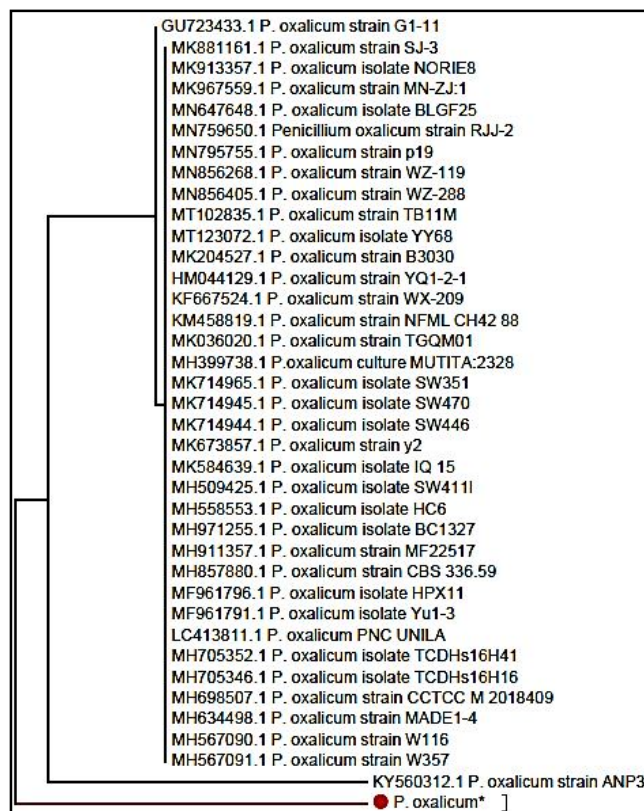 GU723433.1 P. oxalicum strain G1-11
MK881161.1 P. oxalicum strain SJ-3
MK913357.1 P. oxalicum isolate NORIE8
MK967559.1 P. oxalicum strain MN-ZJ:1
MN647648.1 P. oxalicum isolate BLGF25
MN759650.1 Penicillium oxalicum strain RJJ-2
MN795755.1 P. oxalicum strain p19
MN856268.1 P. oxalicum strain WZ-119
MN856405.1 P. oxalicum strain WZ-288
MT102835.1 P. oxalicum strain TB11M
MT123072.1 P. oxalicum isolate YY68
MK204527.1 P. oxalicum strain B3030
HM044129.1 P. oxalicum strain YQ1-2-1
KF667524.1 P. oxalicum strain WX-209
KM458819.1 P. oxalicum strain NFML CH42 88
MK036020.1 P. oxalicum strain TGQM01
MH399738.1 P.oxalicum culture MUTITA:2328
MK714965.1 P. oxalicum isolate SW351
MK714945.1 P. oxalicum isolate SW470
MK714944.1 P. oxalicum isolate SW446
MK673857.1 P. oxalicum strain y2
MK584639.1 P. oxalicum isolate IQ 15
MH509425.1 P. oxalicum isolate SW411I
MH558553.1 P. oxalicum isolate HC6
MH971255.1 P. oxalicum isolate BC1327
MH911357.1 P. oxalicum strain MF22517
MH857880.1 P. oxalicum strain CBS 336.59
MF961796.1 P. oxalicum isolate HPX11
MF961791.1 P. oxalicum isolate Yu1-3
LC413811.1 P. oxalicum PNC UNILA
MH705352.1 P. oxalicum isolate TCDHs16H41
MH705346.1 P. oxalicum isolate TCDHs16H16
MH698507.1 P. oxalicum strain CCTCC M 2018409
MH634498.1 P. oxalicum strain MADE1-4
MH567090.1 P. oxalicum strain W116
MH567091.1 P. oxalicum strain W357
KY560312.1 P. oxalicum strain ANP3
P. oxalicum* ]